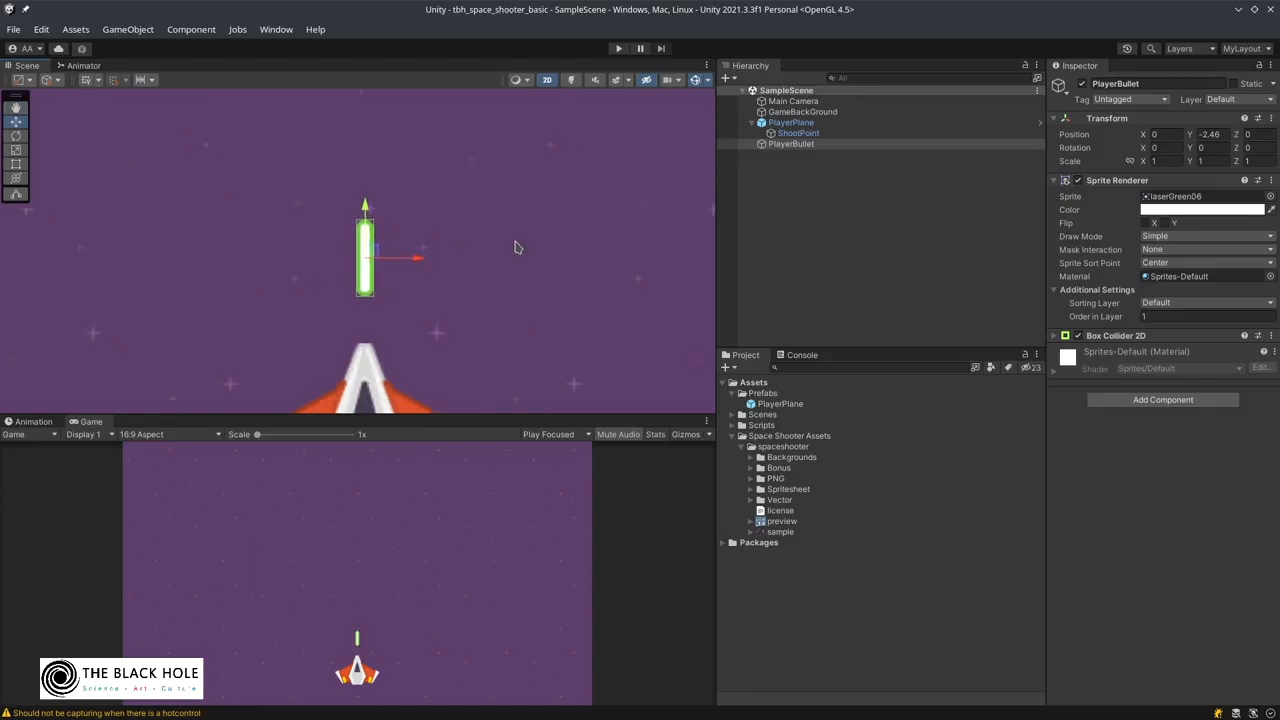 Unity - tbh_space_shooter_basic - SampleScene - Windows, Mac, Linux - Unity 2021.3.3f1 Personal <OpenGL 4.5>
File Edit Assets GameObject Component Jobs Window Help
AA Layers MyLayout
Scene Animator
2D
Animation Game
Game Display 1 16:9 Aspect Scale 1x Play Focused Mute Audio Stats Gizmos
THE BLACK HOLE
Science • Art • Culture
Should not be capturing when there is a hotcontrol
Hierarchy
All
SampleScene
Main Camera
GameBackGround
PlayerPlane
ShootPoint
PlayerBullet
Project Console
23
Assets
Prefabs
PlayerPlane
Scenes
Scripts
Space Shooter Assets
spaceshooter
Backgrounds
Bonus
PNG
Spritesheet
Vector
license
preview
sample
Packages
Inspector
PlayerBullet Static
Tag Untagged Layer Default
Transform
Position X 0 Y -2.46 Z 0
Rotation X 0 Y 0 Z 0
Scale X 1 Y 1 Z 1
Sprite Renderer
Sprite laserGreen06
Color
Flip X Y
Draw Mode Simple
Mask Interaction None
Sprite Sort Point Center
Material Sprites-Default
Additional Settings
Sorting Layer Default
Order in Layer 1
Box Collider 2D
Sprites-Default (Material)
Shader Sprites/Default Edit...
Add Component